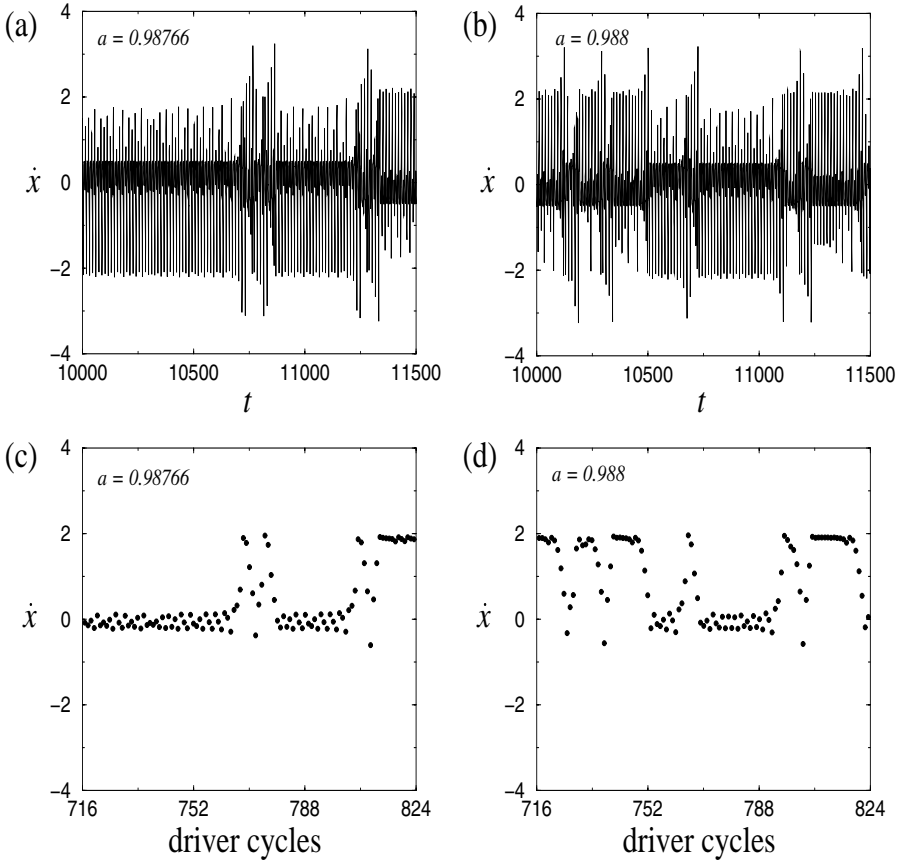 (a)
a = 0.98766
4
2
0
−2
−4
ẋ
10000 10500 11000 11500
t
(b)
a = 0.988
4
2
0
−2
−4
ẋ
10000 10500 11000 11500
t
(c)
a = 0.98766
4
2
0
−2
−4
ẋ
716 752 788 824
driver cycles
(d)
a = 0.988
4
2
0
−2
−4
ẋ
716 752 788 824
driver cycles